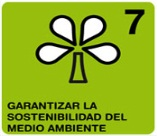 7
GARANTIZAR LA
SOSTENIBILIDAD DEL
MEDIO AMBIENTE